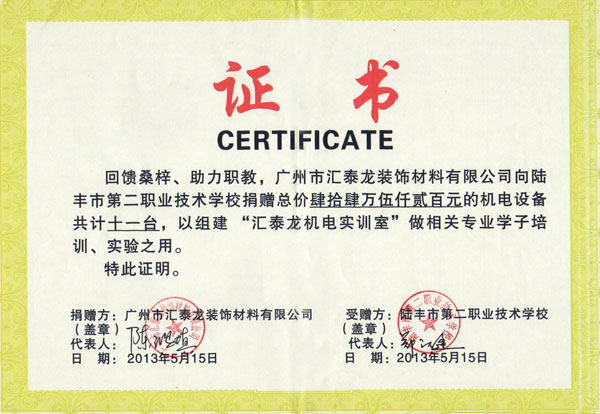 证 书
CERTIFICATE
回馈桑梓、助力职教，广州市汇泰龙装饰材料有限公司向陆
丰市第二职业技术学校捐赠总价肆拾肆万伍仟贰百元的机电设备
共计十一台，以组建“汇泰龙机电实训室”做相关专业学子培
训、实验之用。
特此证明。
捐赠方：广州市汇泰龙装饰材料有限公司
（盖章）
代表人：
日 期：2013年5月15日
受赠方：陆丰市第二职业技术学校
（盖章）
代表人：
日 期：2013年5月15日